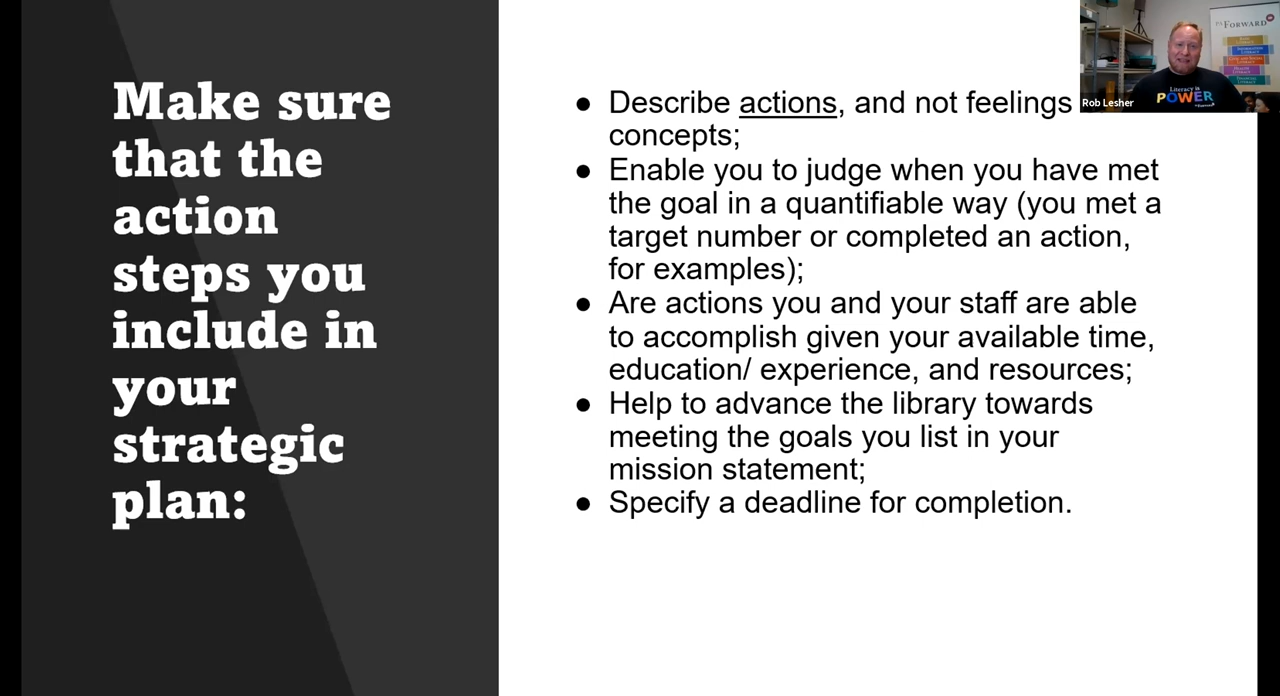 Make sure
that the
action
steps you
include in
your
strategic
plan:
● Describe actions, and not feelings
concepts;
● Enable you to judge when you have met
the goal in a quantifiable way (you met a
target number or completed an action,
for examples);
● Are actions you and your staff are able
to accomplish given your available time,
education/ experience, and resources;
● Help to advance the library towards
meeting the goals you list in your
mission statement;
● Specify a deadline for completion.
Rob Lesher
Literacy is
POWER
FORWARD